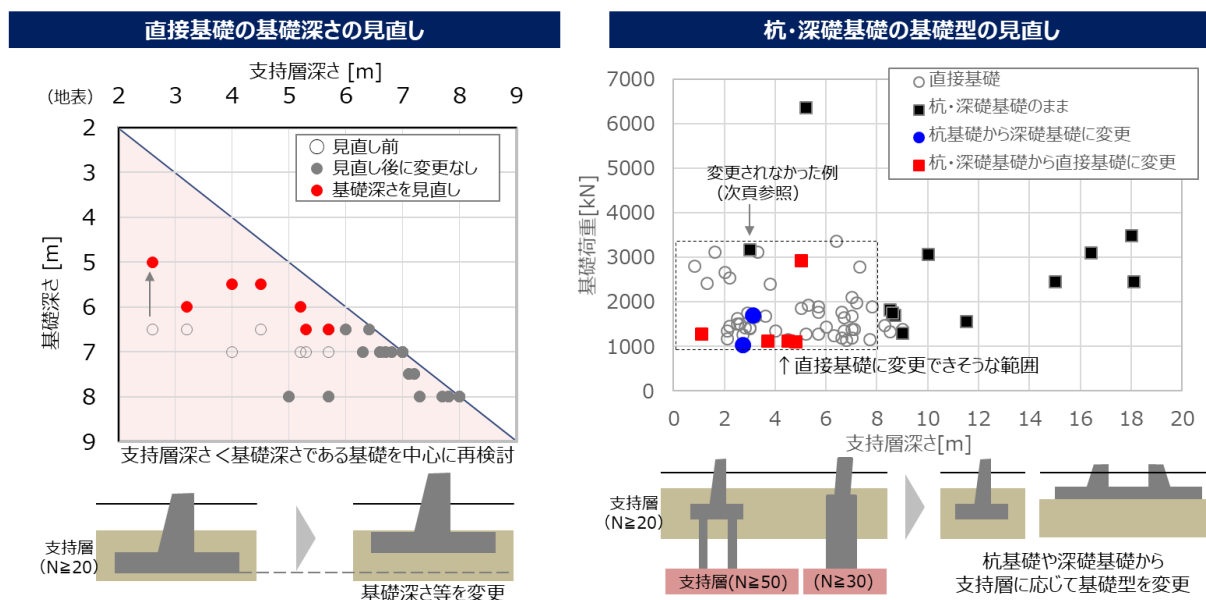 直接基礎の基礎深さの見直し
支持層深さ [m]
(地表) 2 3 4 5 6 7 8 9
基礎深さ[m]
2
3
4
5
6
7
8
9
見直し前
見直し後に変更なし
基礎深さを見直し
支持層深さ<基礎深さである基礎を中心に再検討
支持層
(N≧20)
基礎深さ等を変更
杭・深礎基礎の基礎型の見直し
基礎荷重[kN]
7000
6000
5000
4000
3000
2000
1000
0
直接基礎
杭・深礎基礎のまま
杭基礎から深礎基礎に変更
杭・深礎基礎から直接基礎に変更
変更されなかった例
(次頁参照)
↑直接基礎に変更できそうな範囲
0 2 4 6 8 10 12 14 16 18 20
支持層深さ[m]
支持層
(N≧20)
支持層(N≧50)
(N≧30)
杭基礎や深礎基礎から
支持層に応じて基礎型を変更